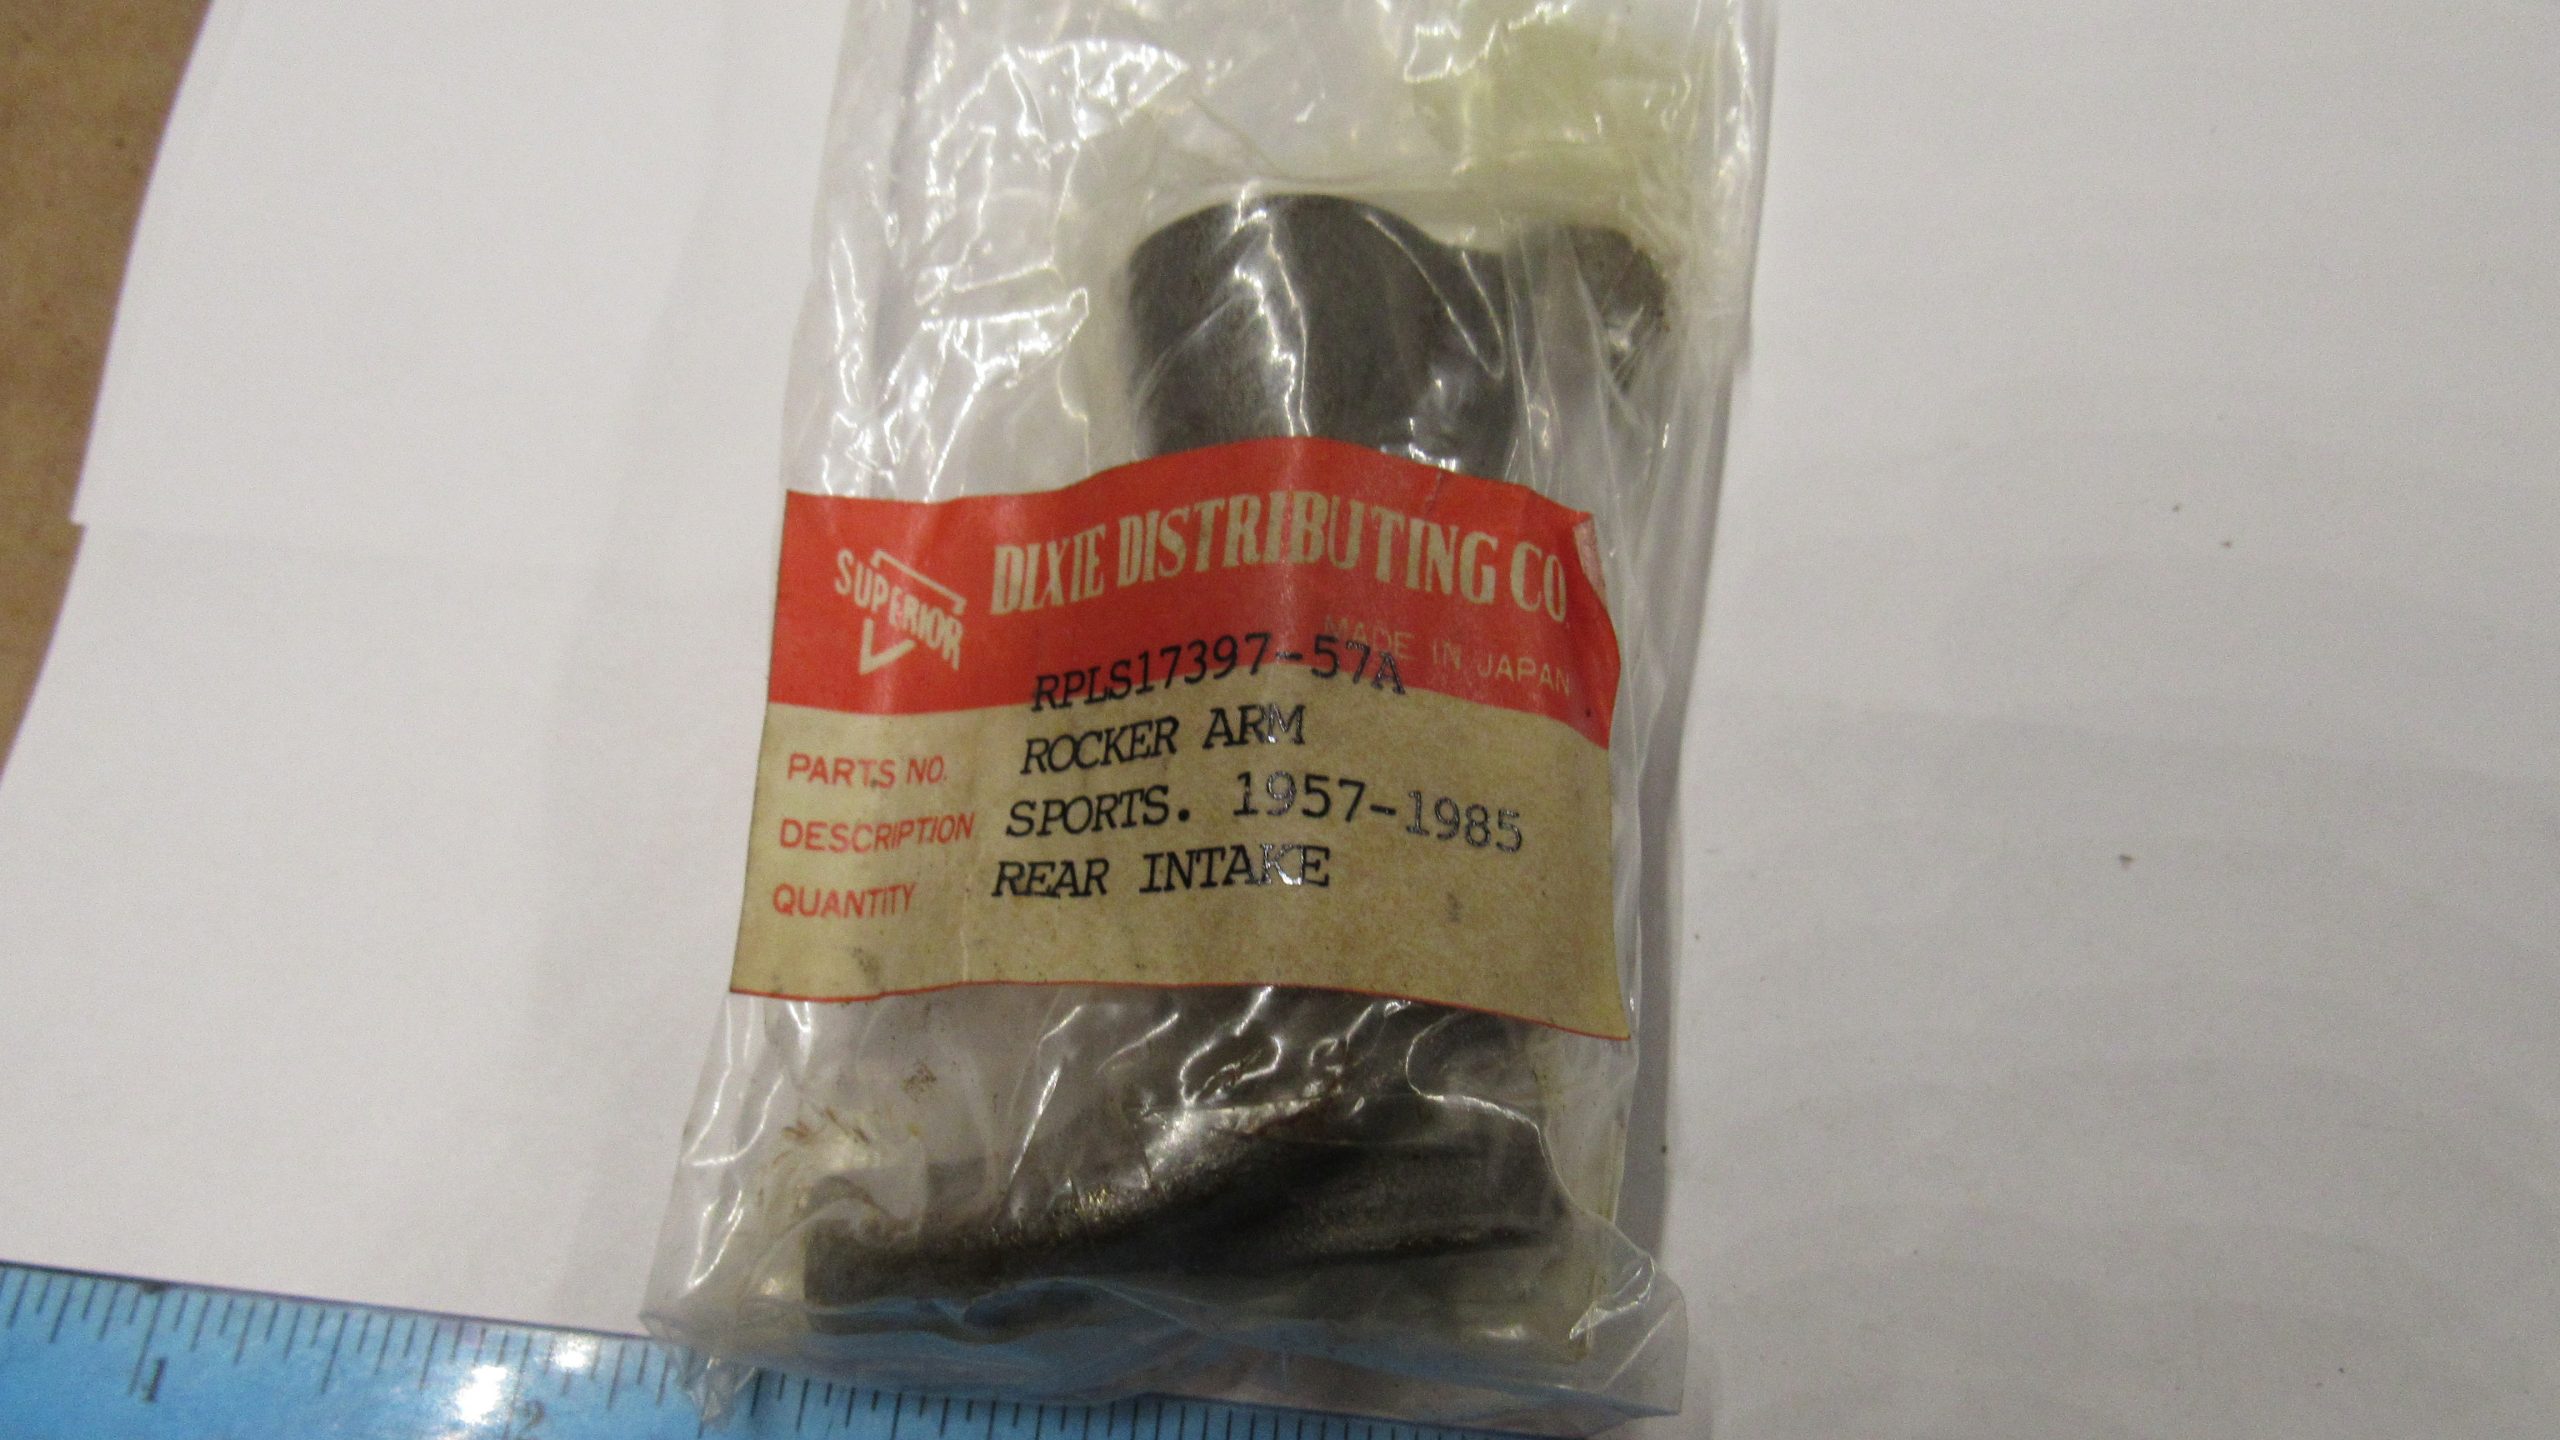 SUPERIOR
DIXIE DISTRIBUTING CO.
MADE IN JAPAN
RPLS17397-57A
PARTS NO. ROCKER ARM
DESCRIPTION SPORTS. 1957-1985
QUANTITY REAR INTAKE
1
2